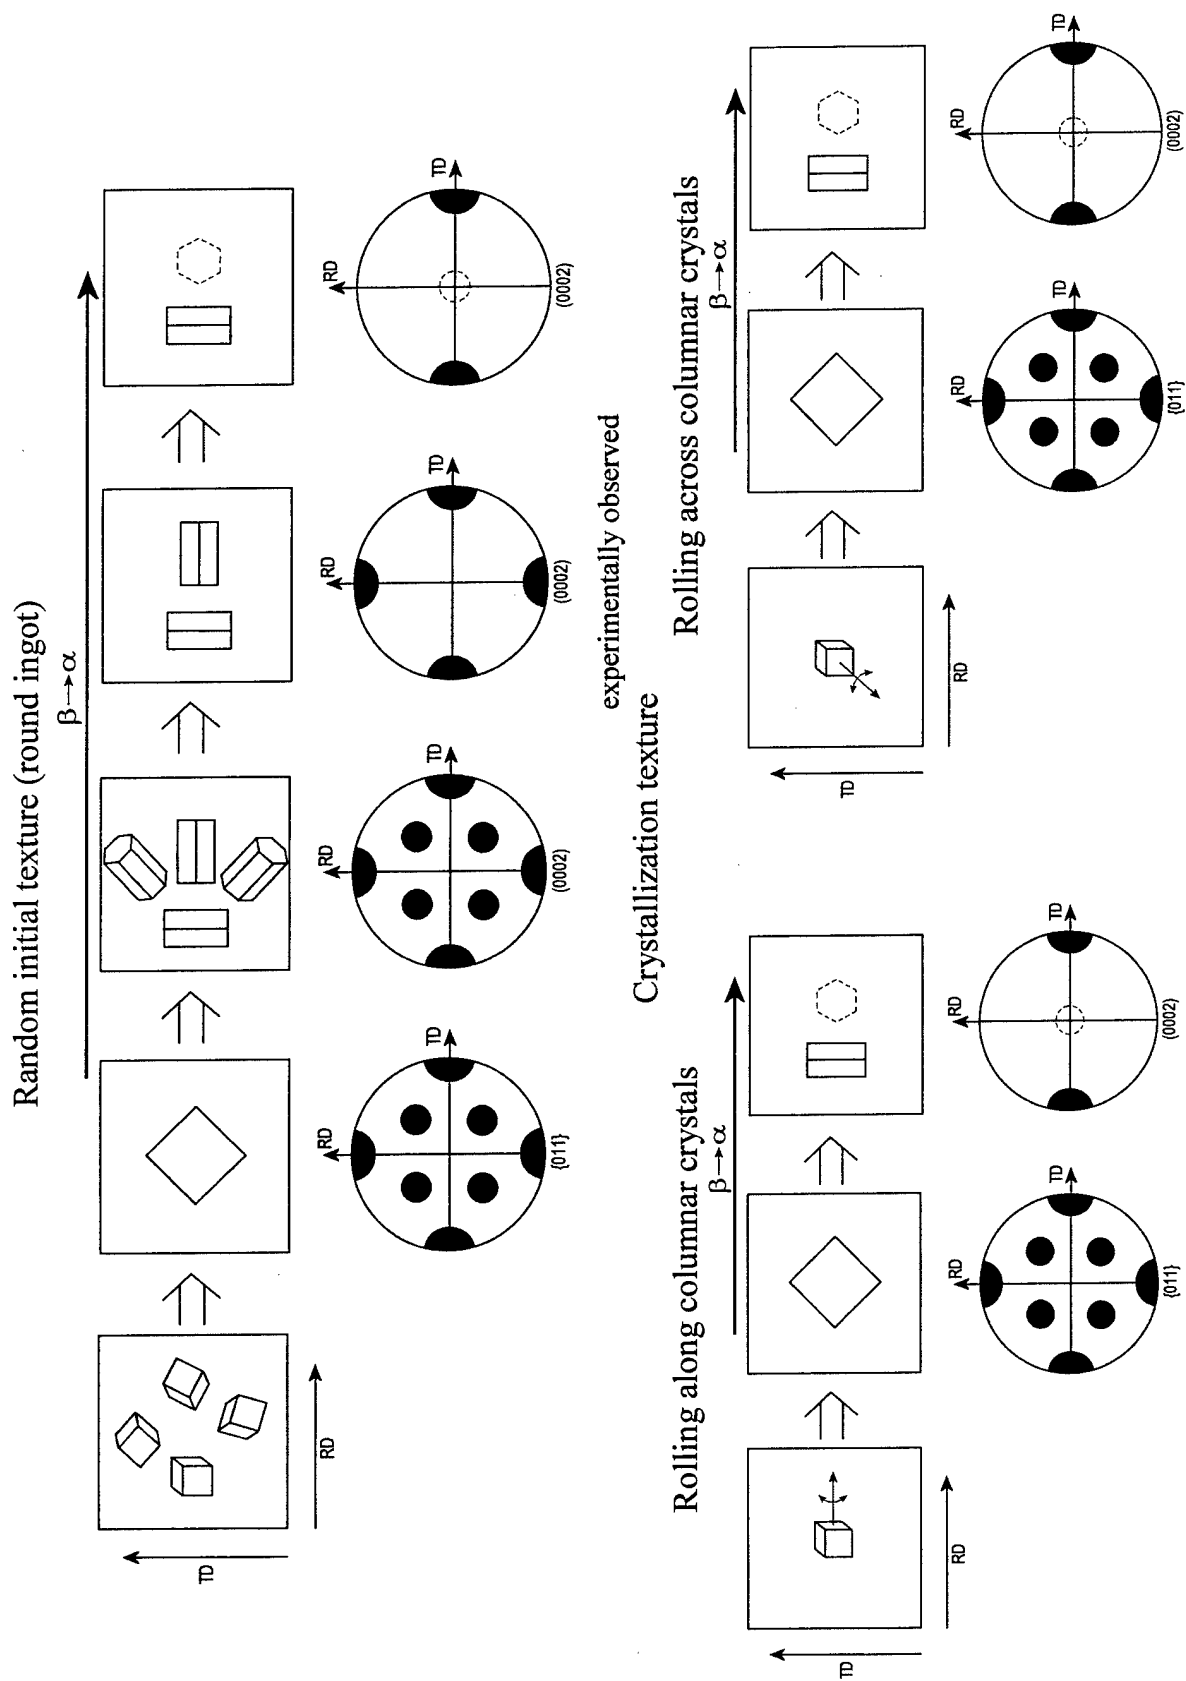 Random initial texture (round ingot)
β→α
TD
RD
RD
TD
{011}
RD
TD
(0002)
RD
TD
(0002)
RD
TD
(0002)
experimentally observed
Crystallization texture
Rolling along columnar crystals
β→α
TD
RD
RD
TD
{011}
RD
TD
(0002)
Rolling across columnar crystals
β→α
TD
RD
RD
TD
{011}
RD
TD
(0002)